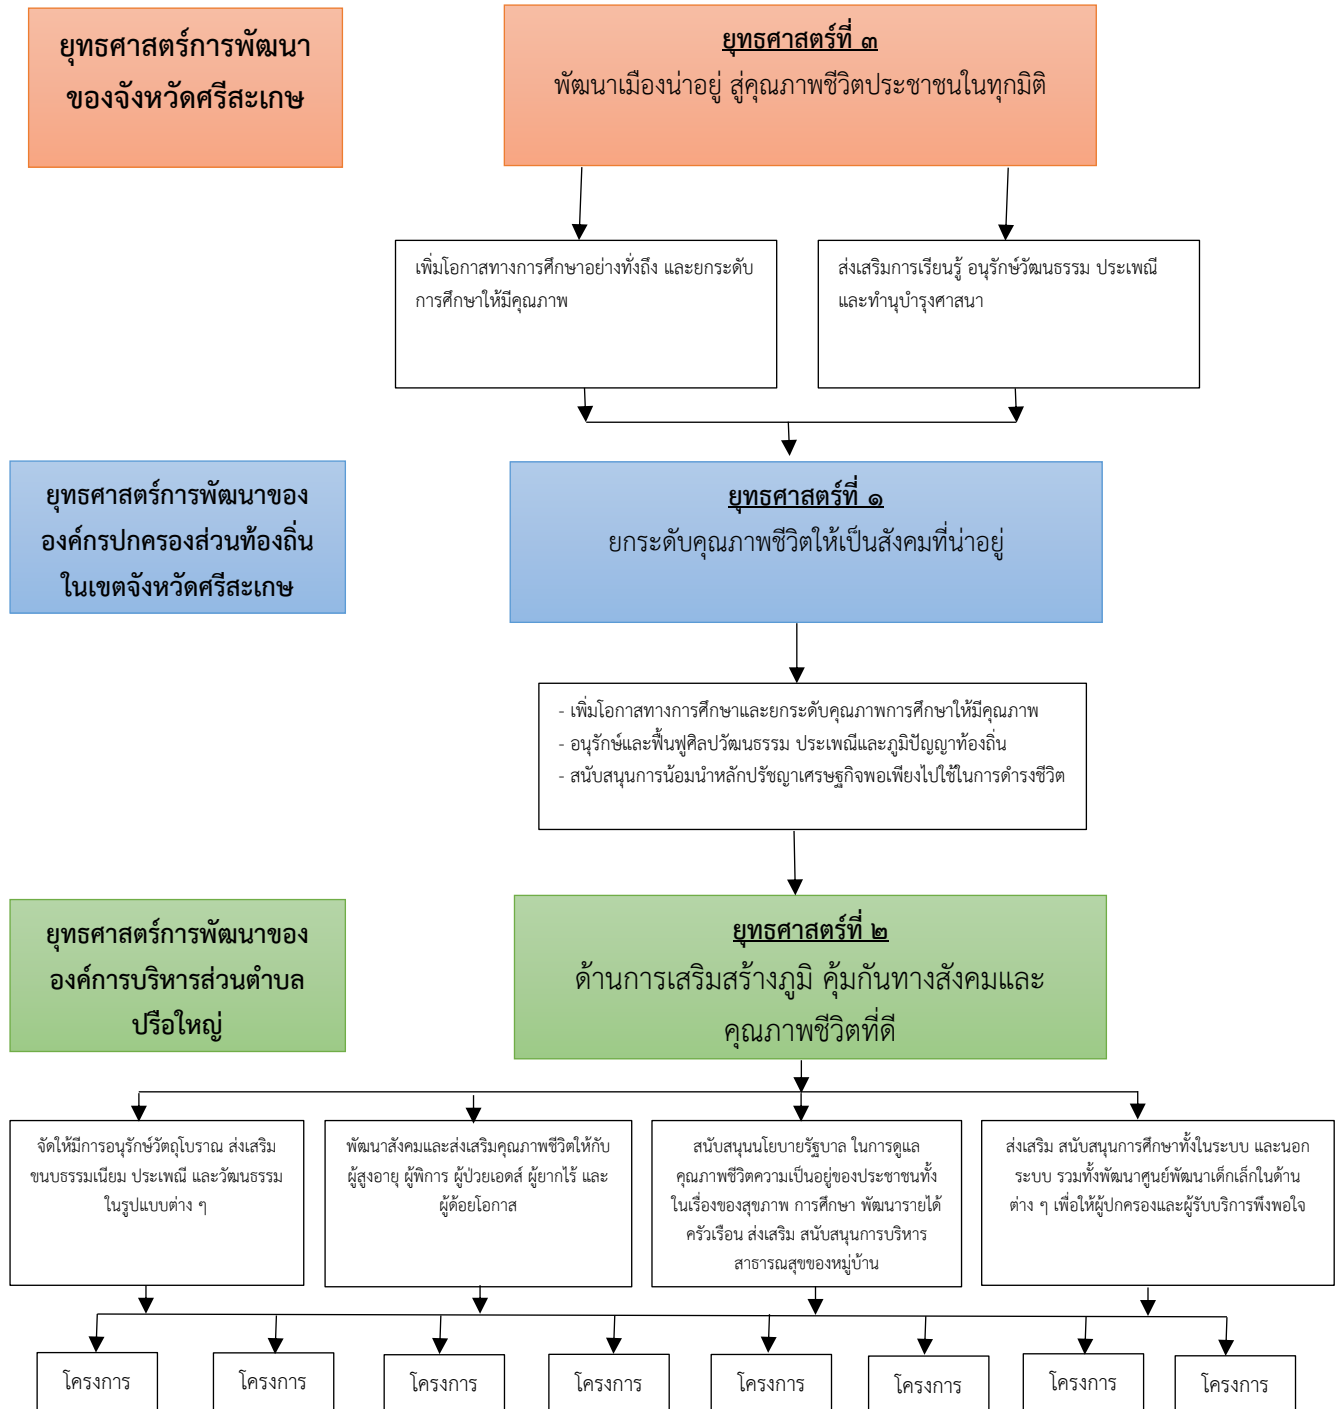 ยุทธศาสตร์การพัฒนา
ของจังหวัดศรีสะเกษ
ยุทธศาสตร์ที่ ๓
พัฒนาเมืองน่าอยู่ สู่คุณภาพชีวิตประชาชนในทุกมิติ
เพิ่มโอกาสทางการศึกษาอย่างทั่งถึง และยกระดับ
การศึกษาให้มีคุณภาพ
ส่งเสริมการเรียนรู้ อนุรักษ์วัฒนธรรม ประเพณี
และทำนุบำรุงศาสนา
ยุทธศาสตร์การพัฒนาของ
องค์กรปกครองส่วนท้องถิ่น
ในเขตจังหวัดศรีสะเกษ
ยุทธศาสตร์ที่ ๑
ยกระดับคุณภาพชีวิตให้เป็นสังคมที่น่าอยู่
- เพิ่มโอกาสทางการศึกษาและยกระดับคุณภาพการศึกษาให้มีคุณภาพ
- อนุรักษ์และฟื้นฟูศิลปวัฒนธรรม ประเพณีและภูมิปัญญาท้องถิ่น
- สนับสนุนการน้อมนำหลักปรัชญาเศรษฐกิจพอเพียงไปใช้ในการดำรงชีวิต
ยุทธศาสตร์การพัฒนาของ
องค์การบริหารส่วนตำบล
ปรือใหญ่
ยุทธศาสตร์ที่ ๒
ด้านการเสริมสร้างภูมิ คุ้มกันทางสังคมและ
คุณภาพชีวิตที่ดี
จัดให้มีการอนุรักษ์วัตถุโบราณ ส่งเสริม
ขนบธรรมเนียม ประเพณี และวัฒนธรรม
ในรูปแบบต่าง ๆ
พัฒนาสังคมและส่งเสริมคุณภาพชีวิตให้กับ
ผู้สูงอายุ ผู้พิการ ผู้ป่วยเอดส์ ผู้ยากไร้ และ
ผู้ด้อยโอกาส
สนับสนุนนโยบายรัฐบาล ในการดูแล
คุณภาพชีวิตความเป็นอยู่ของประชาชนทั้ง
ในเรื่องของสุขภาพ การศึกษา พัฒนารายได้
ครัวเรือน ส่งเสริม สนับสนุนการบริหาร
สาธารณสุขของหมู่บ้าน
ส่งเสริม สนับสนุนการศึกษาทั้งในระบบ และนอก
ระบบ รวมทั้งพัฒนาศูนย์พัฒนาเด็กเล็กในด้าน
ต่าง ๆ เพื่อให้ผู้ปกครองและผู้รับบริการพึงพอใจ
โครงการ
โครงการ
โครงการ
โครงการ
โครงการ
โครงการ
โครงการ
โครงการ